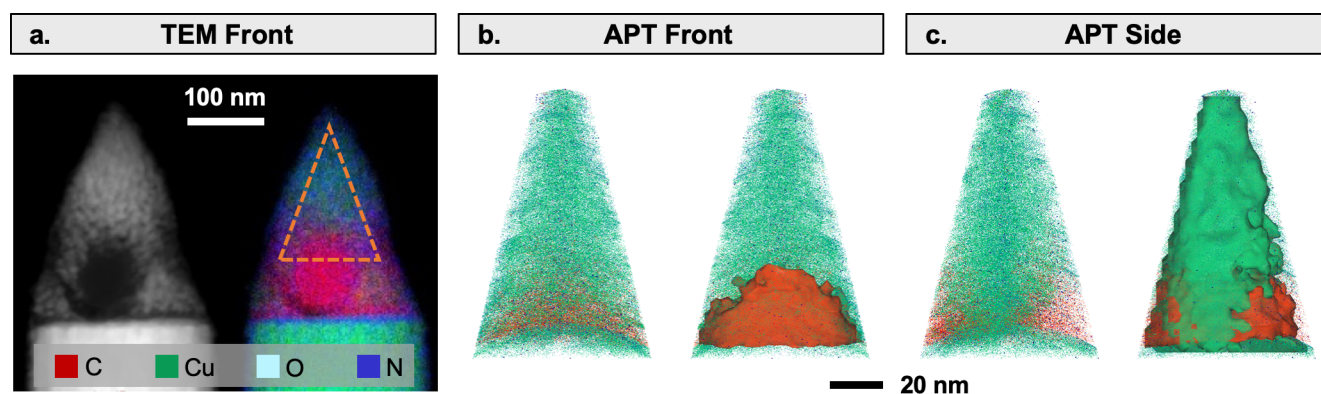 a. TEM Front
b. APT Front
c. APT Side
100 nm
C Cu O N
20 nm